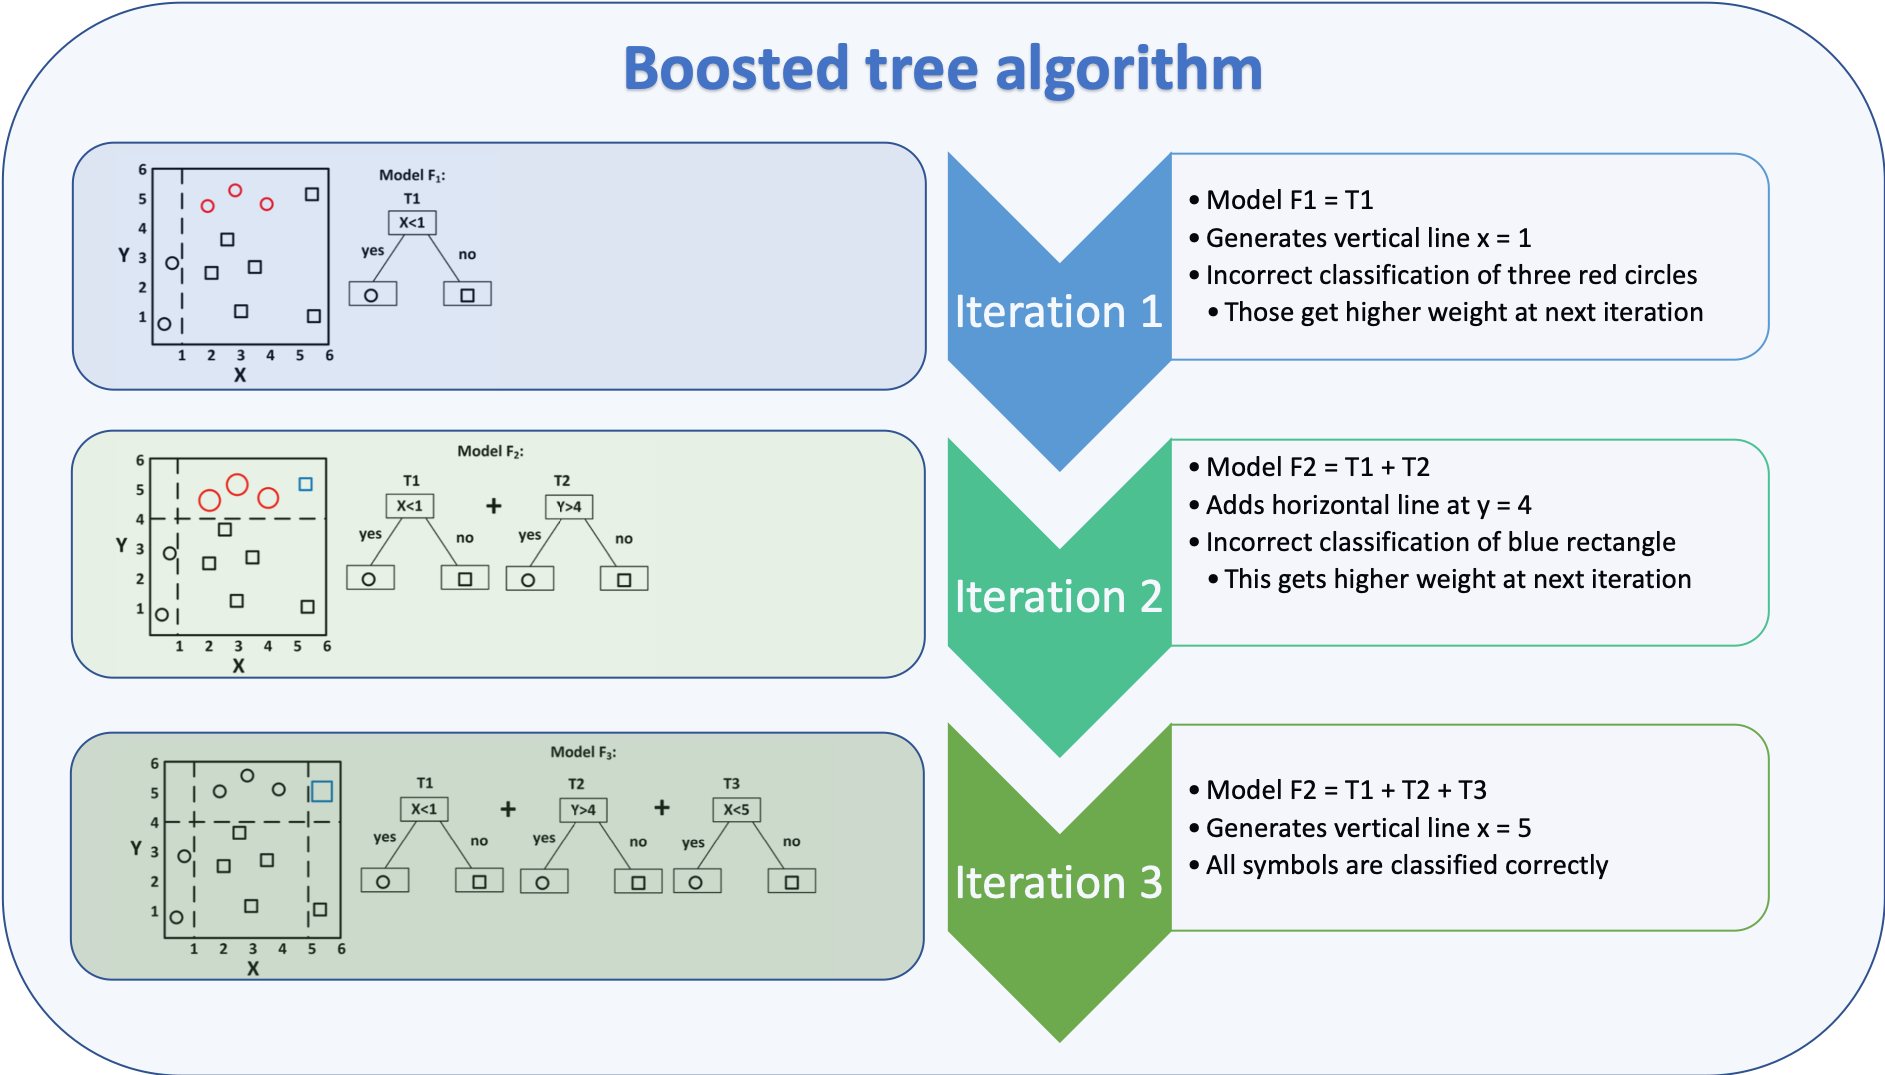 Boosted tree algorithm
Model F₁:
T1
X<1
yes
no
6
5
4
Y 3
2
1
1 2 3 4 5 6
X
Iteration 1
• Model F1 = T1
• Generates vertical line x = 1
• Incorrect classification of three red circles
• Those get higher weight at next iteration
Model F₂:
T1
X<1
yes
no
+
T2
Y>4
yes
no
6
5
4
Y 3
2
1
1 2 3 4 5 6
X
Iteration 2
• Model F2 = T1 + T2
• Adds horizontal line at y = 4
• Incorrect classification of blue rectangle
• This gets higher weight at next iteration
Model F₃:
T1
X<1
yes
no
+
T2
Y>4
yes
no
+
T3
X<5
yes
no
6
5
4
Y 3
2
1
1 2 3 4 5 6
X
Iteration 3
• Model F2 = T1 + T2 + T3
• Generates vertical line x = 5
• All symbols are classified correctly